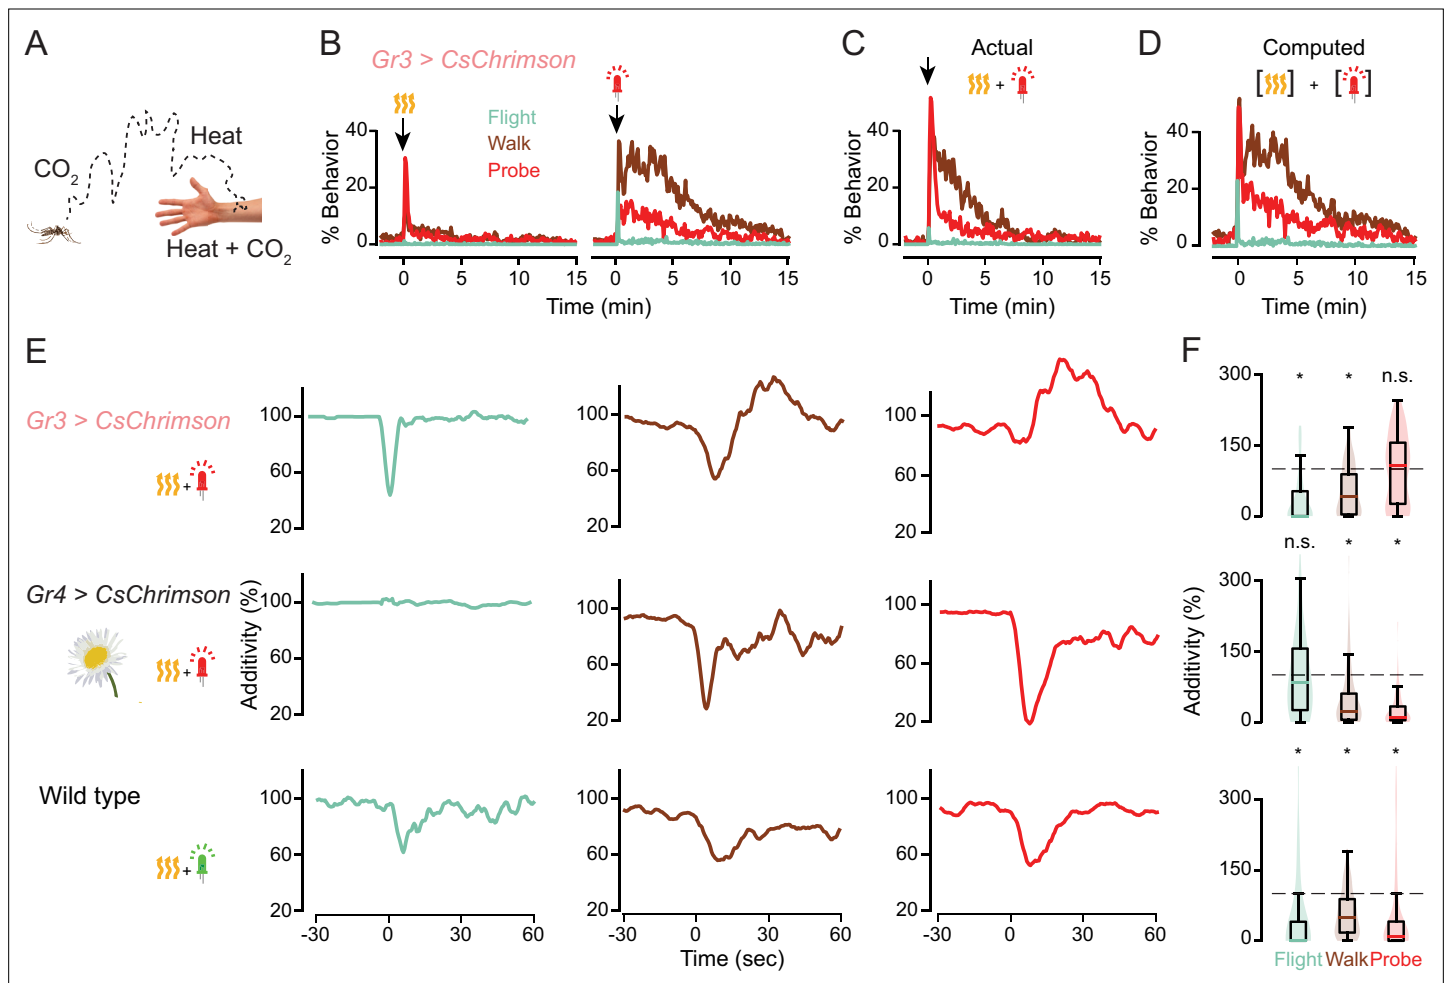 A
CO2
Heat
Heat + CO2
B
Gr3 > CsChrimson
Flight
Walk
Probe
% Behavior
40
20
0
0 5 10 15
0 5 10 15
Time (min)
C
Actual
+
% Behavior
40
20
0
0 5 10 15
Time (min)
D
Computed
[ ] + [ ]
% Behavior
40
20
0
0 5 10 15
Time (min)
E
Gr3 > CsChrimson
+
100
60
20
100
60
20
100
60
20
Gr4 > CsChrimson
+
Additivity (%)
100
60
20
100
60
20
100
60
20
Wild type
+
100
60
20
100
60
20
100
60
20
-30 0 30 60
-30 0 30 60
-30 0 30 60
Time (sec)
F
* * n.s.
300
150
0
n.s. * *
Additivity (%)
300
150
0
* * *
300
150
0
Flight Walk Probe